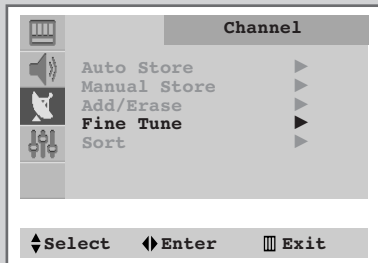 Channel
Auto Store
Manual Store
Add/Erase
Fine Tune
Sort
Select Enter Exit